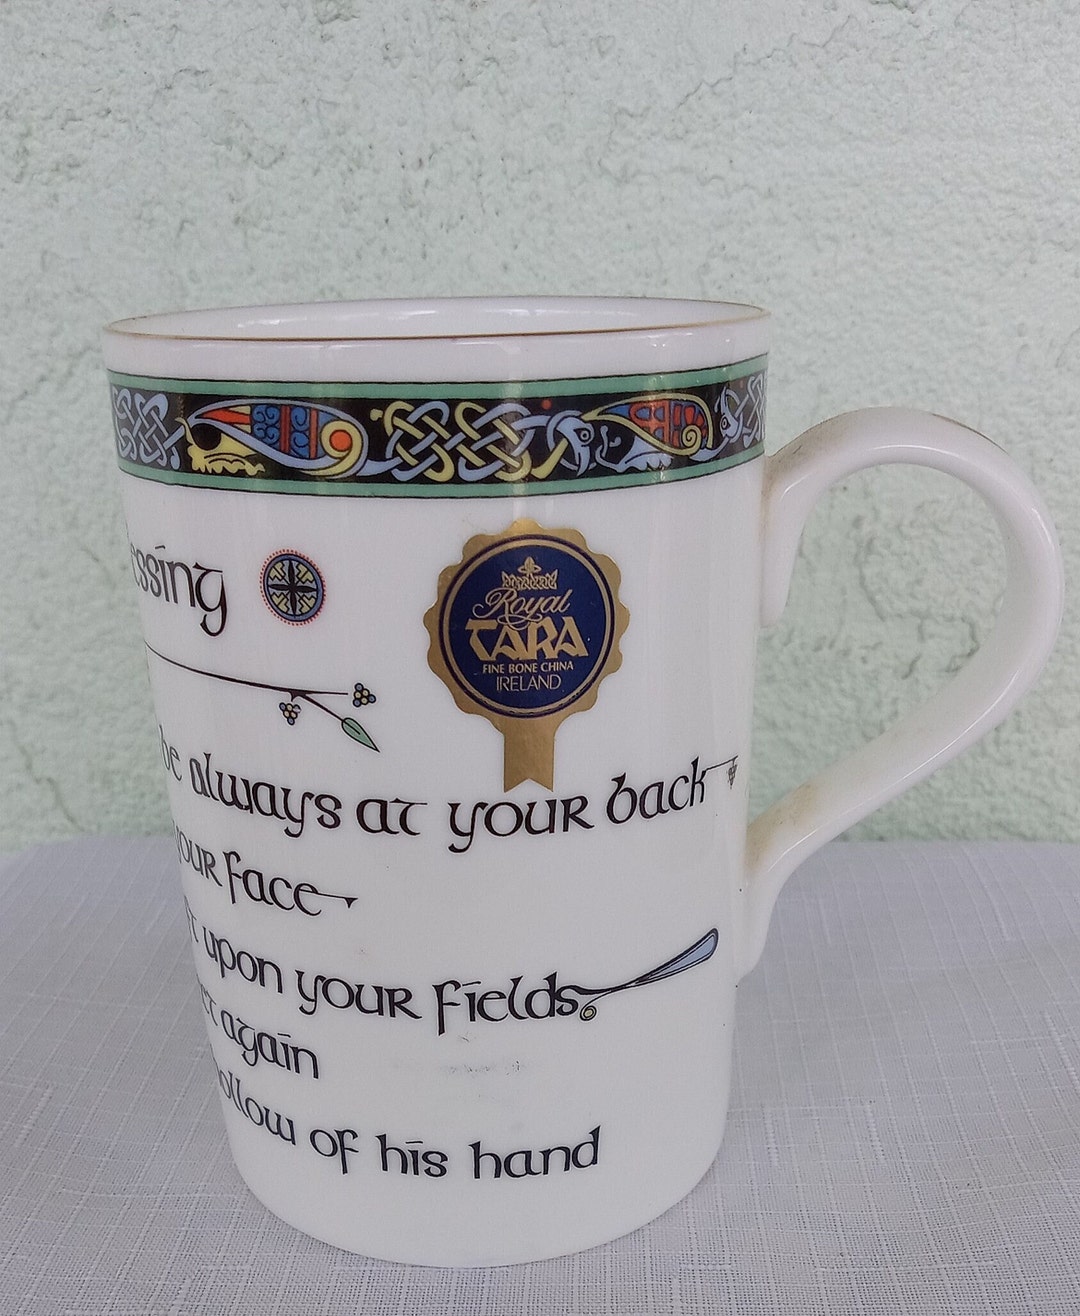 essing
Royal
TARA
FINE BONE CHINA
IRELAND
be always at your back
your face
upon your fields
again
hollow of his hand